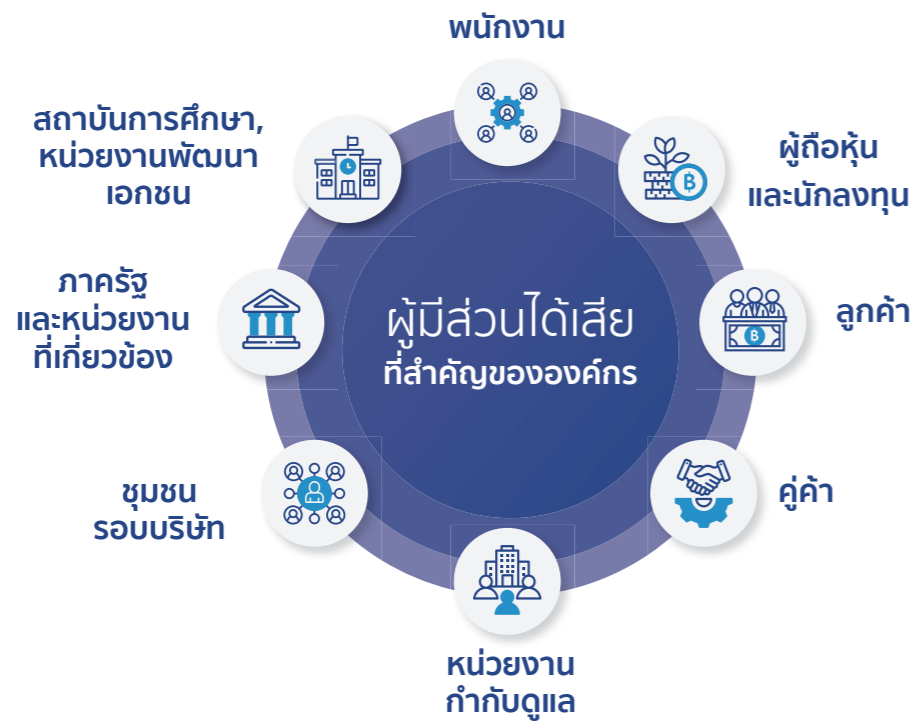 พนักงาน
ผู้ถือหุ้น
และนักลงทุน
ลูกค้า
คู่ค้า
หน่วยงาน
กำกับดูแล
ชุมชน
รอบบริษัท
ภาครัฐ
และหน่วยงาน
ที่เกี่ยวข้อง
สถาบันการศึกษา,
หน่วยงานพัฒนา
เอกชน
ผู้มีส่วนได้เสีย
ที่สำคัญขององค์กร
฿
฿